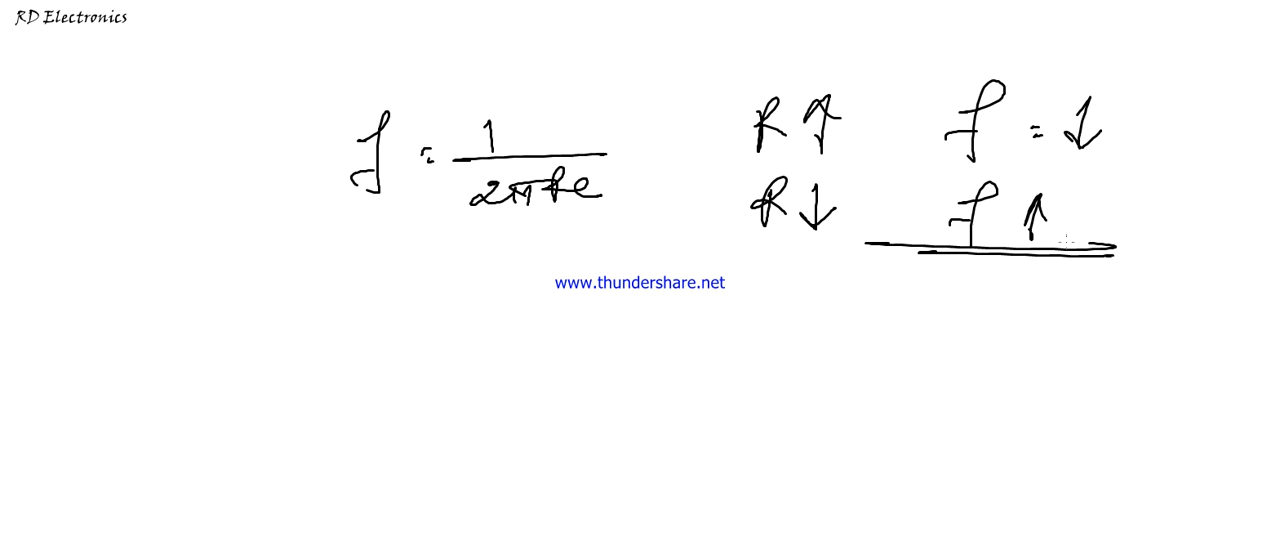 RD Electronics
f = 1 / 2πRC
R ↑ f = ↓
R ↓ f ↑
www.thundershare.net